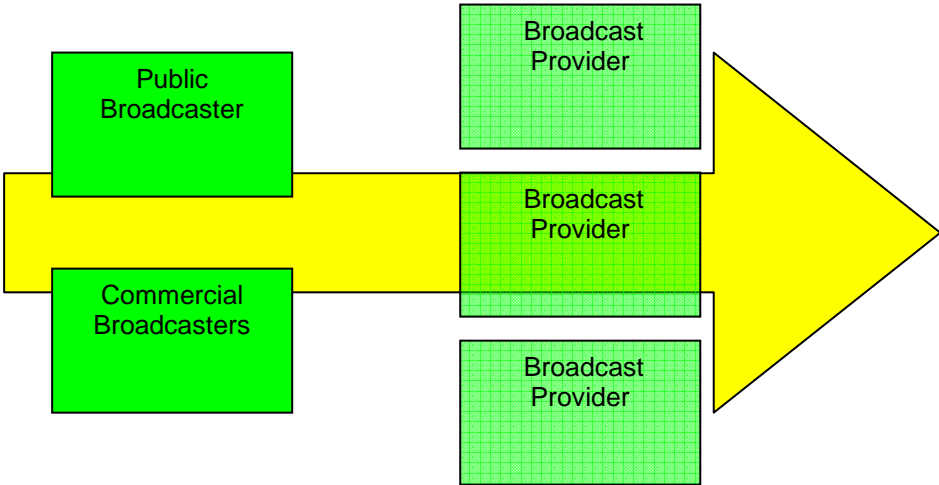 Public
Broadcaster
Commercial
Broadcasters
Broadcast
Provider
Broadcast
Provider
Broadcast
Provider